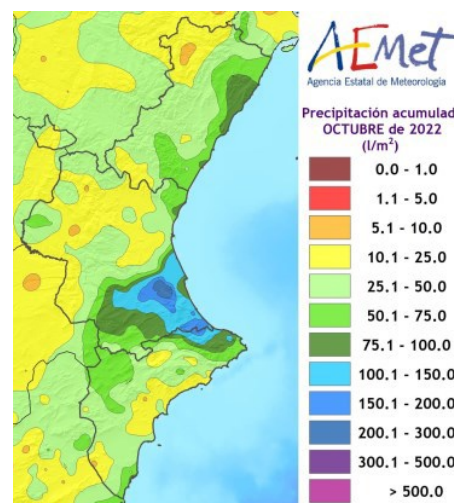 AEMet
Agencia Estatal de Meteorología
Precipitación acumulad
OCTUBRE de 2022
(l/m²)
0.0 - 1.0
1.1 - 5.0
5.1 - 10.0
10.1 - 25.0
25.1 - 50.0
50.1 - 75.0
75.1 - 100.0
100.1 - 150.0
150.1 - 200.0
200.1 - 300.0
300.1 - 500.0
> 500.0